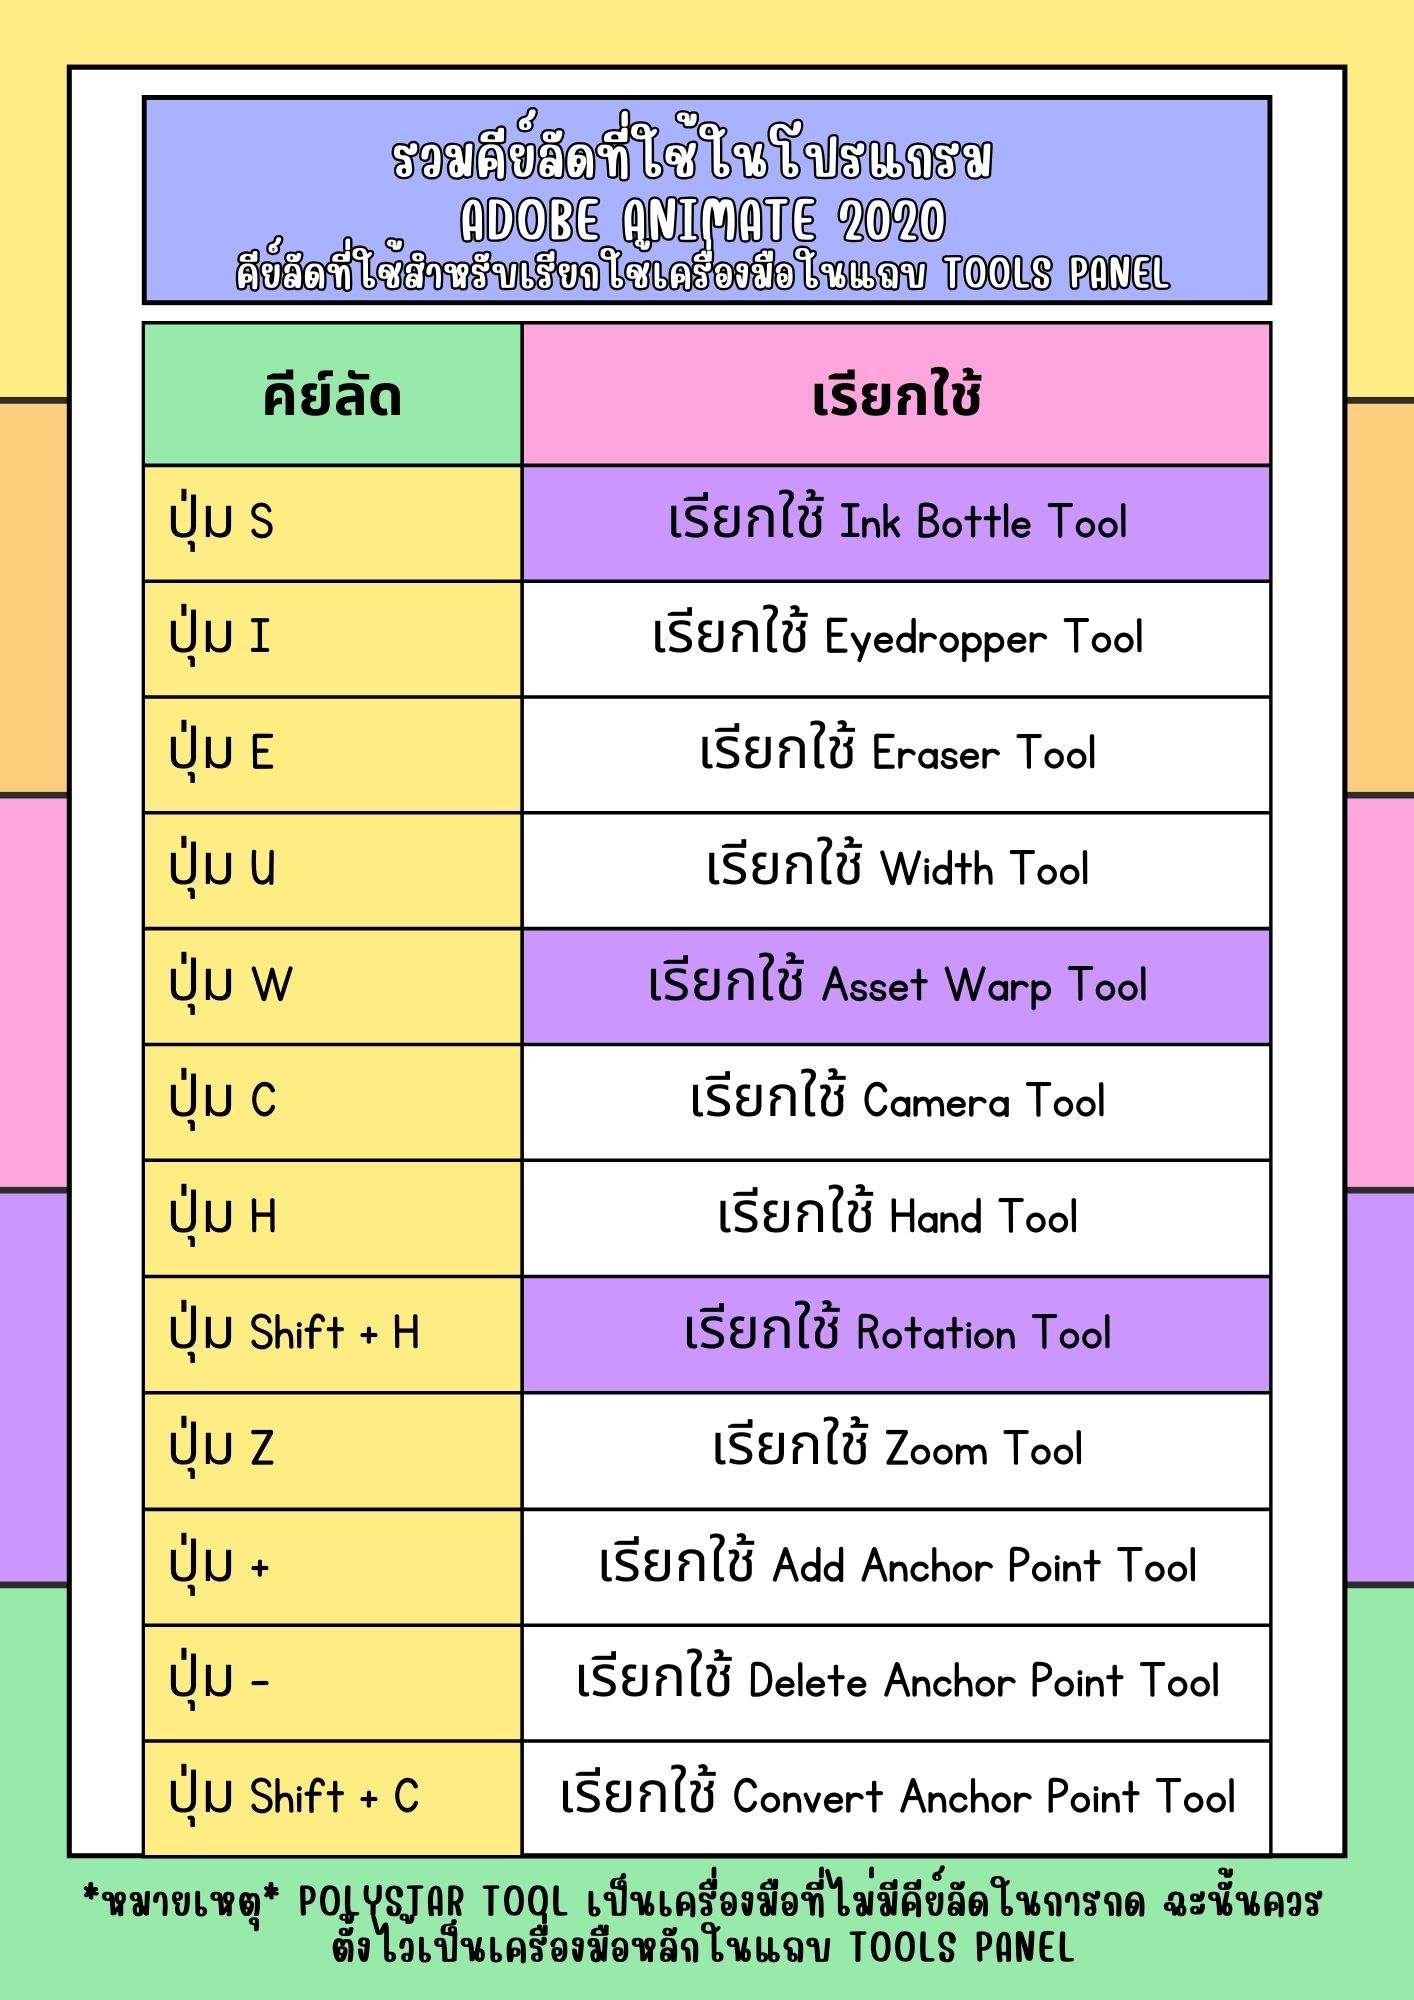 รวมคีย์ลัดที่ใช้ในโปรแกรม
ADOBE ANIMATE 2020
คีย์ลัดที่ใช้สำหรับเรียกใช้เครื่องมือในแถบ TOOLS PANEL
คีย์ลัด เรียกใช้
ปุ่ม S เรียกใช้ Ink Bottle Tool
ปุ่ม I เรียกใช้ Eyedropper Tool
ปุ่ม E เรียกใช้ Eraser Tool
ปุ่ม U เรียกใช้ Width Tool
ปุ่ม W เรียกใช้ Asset Warp Tool
ปุ่ม C เรียกใช้ Camera Tool
ปุ่ม H เรียกใช้ Hand Tool
ปุ่ม Shift + H เรียกใช้ Rotation Tool
ปุ่ม Z เรียกใช้ Zoom Tool
ปุ่ม + เรียกใช้ Add Anchor Point Tool
ปุ่ม - เรียกใช้ Delete Anchor Point Tool
ปุ่ม Shift + C เรียกใช้ Convert Anchor Point Tool
*หมายเหตุ* POLYSTAR TOOL เป็นเครื่องมือที่ไม่มีคีย์ลัดในการกด ฉะนั้นควร
ตั้งไว้เป็นเครื่องมือหลักในแถบ TOOLS PANEL